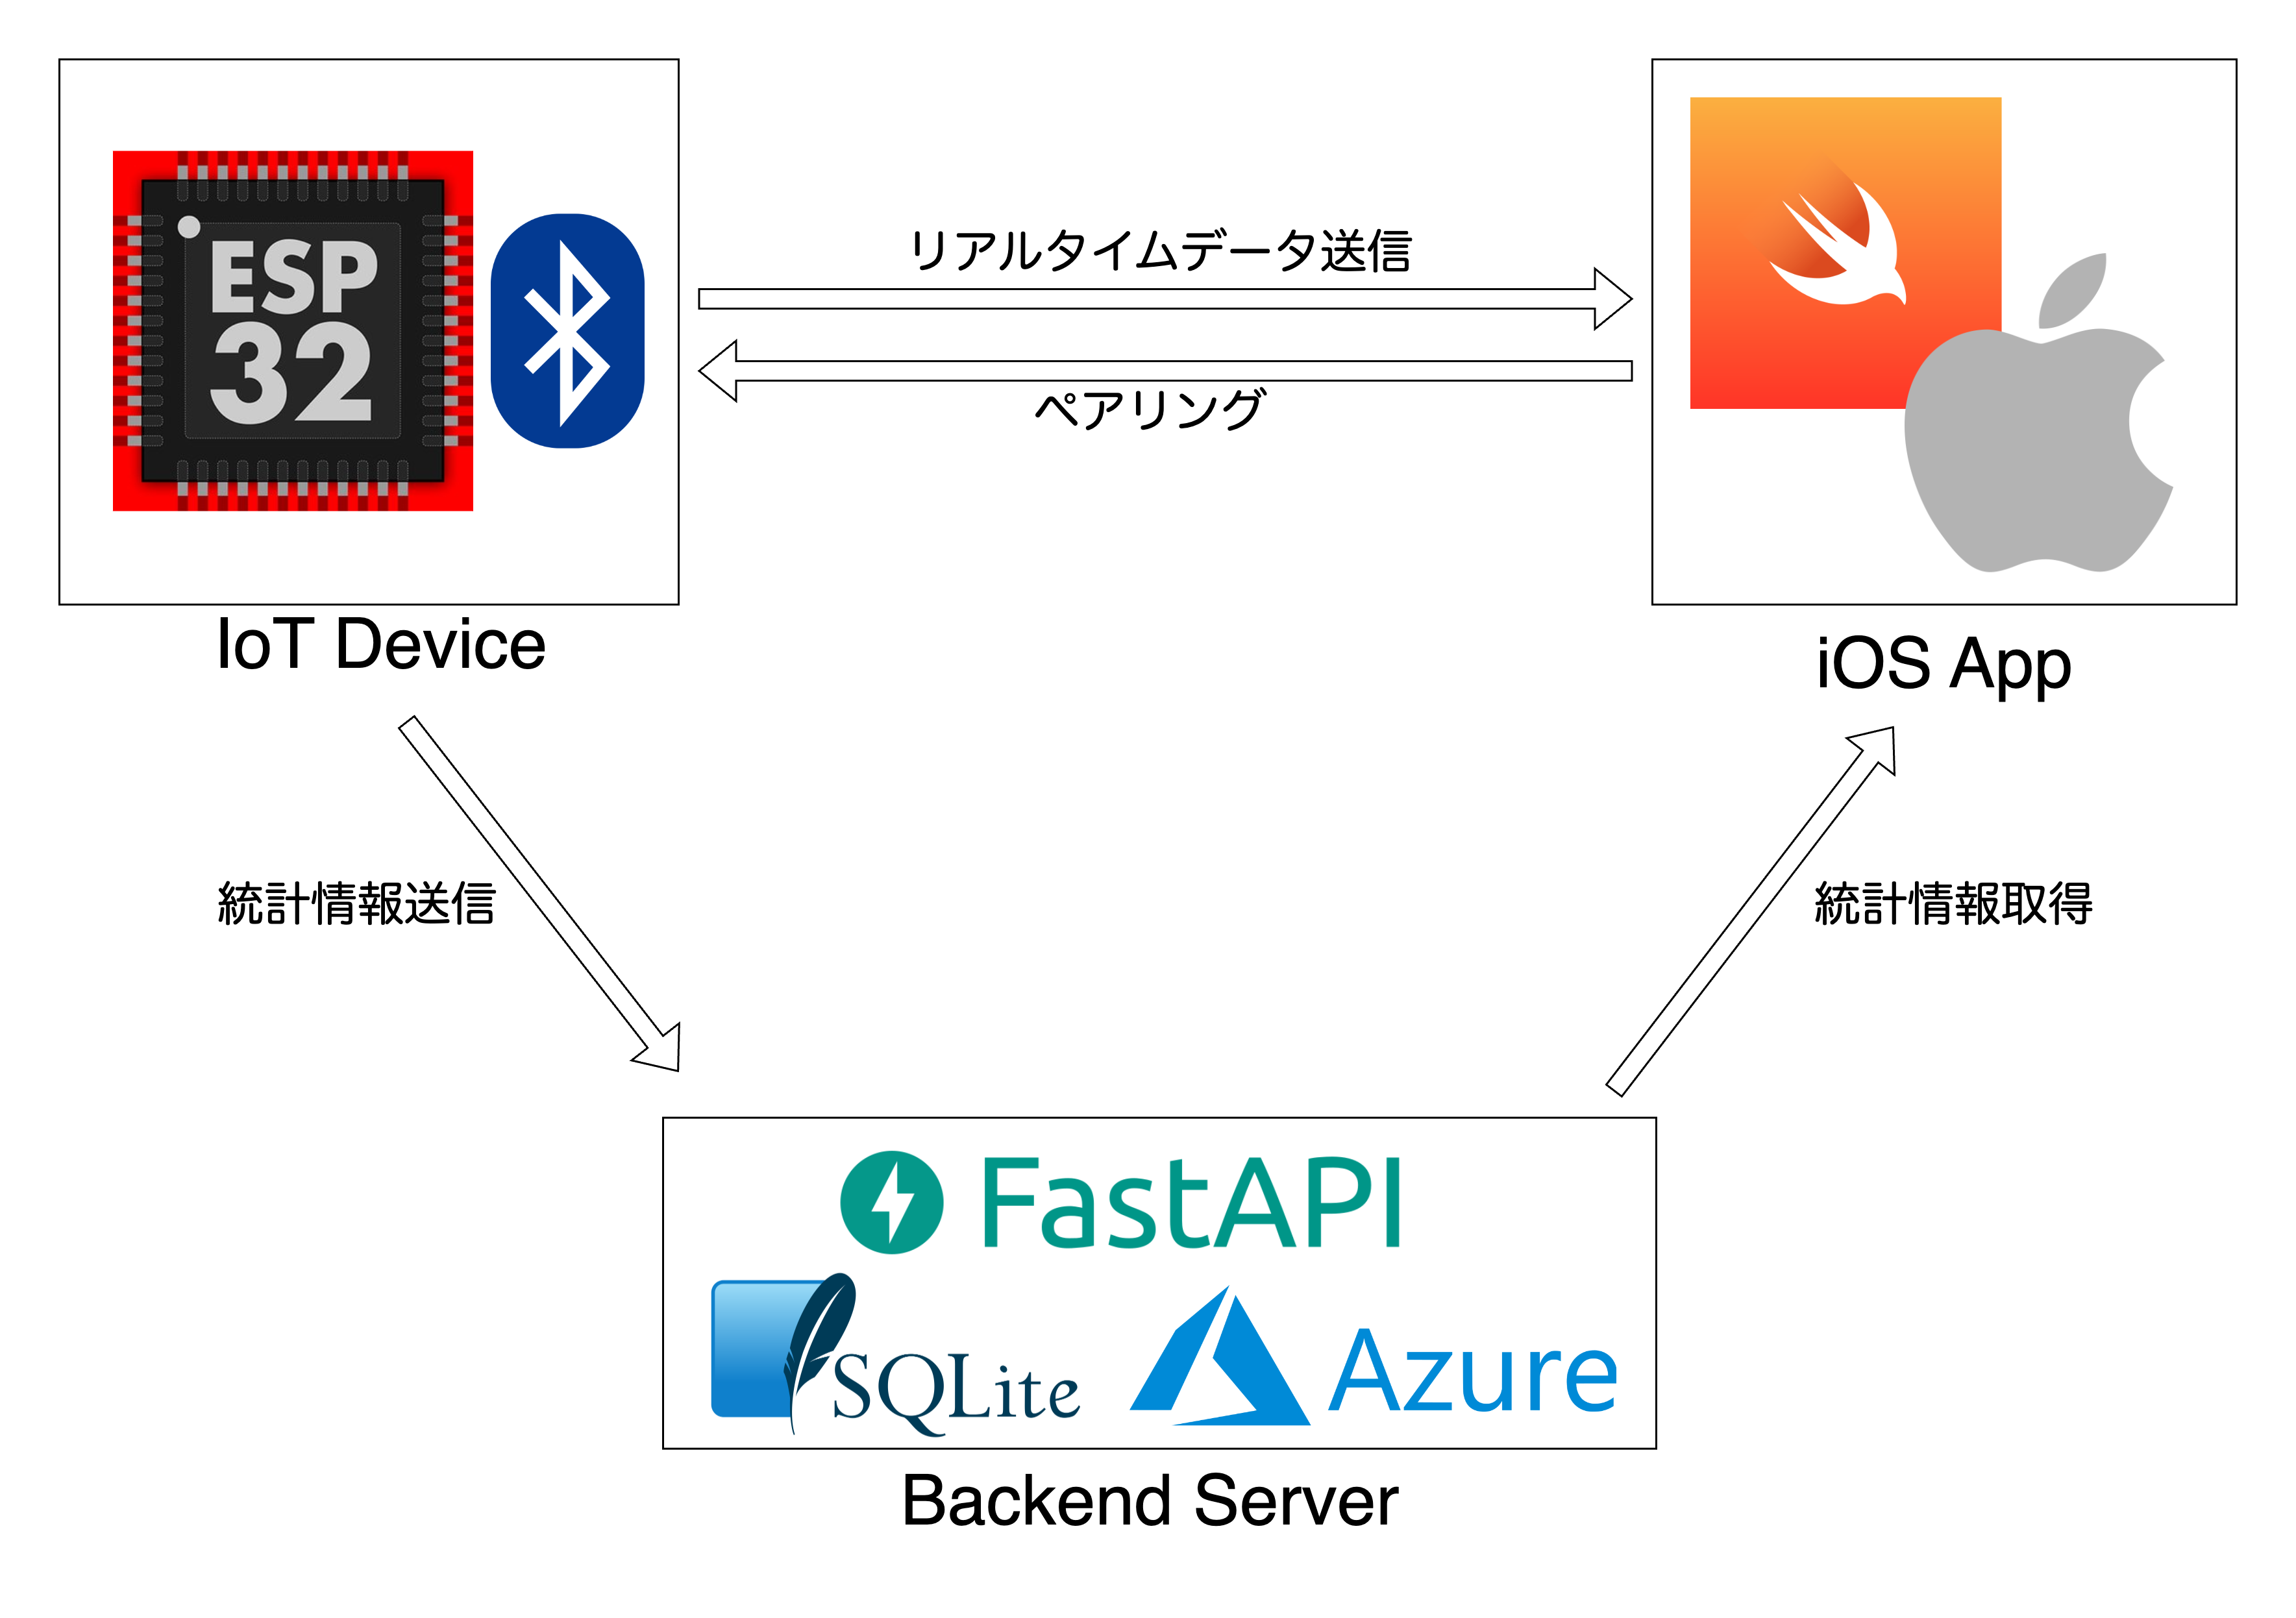 ESP
32
リアルタイムデータ送信
ペアリング
IoT Device
iOS App
統計情報送信
統計情報取得
FastAPI
SQLite
Azure
Backend Server